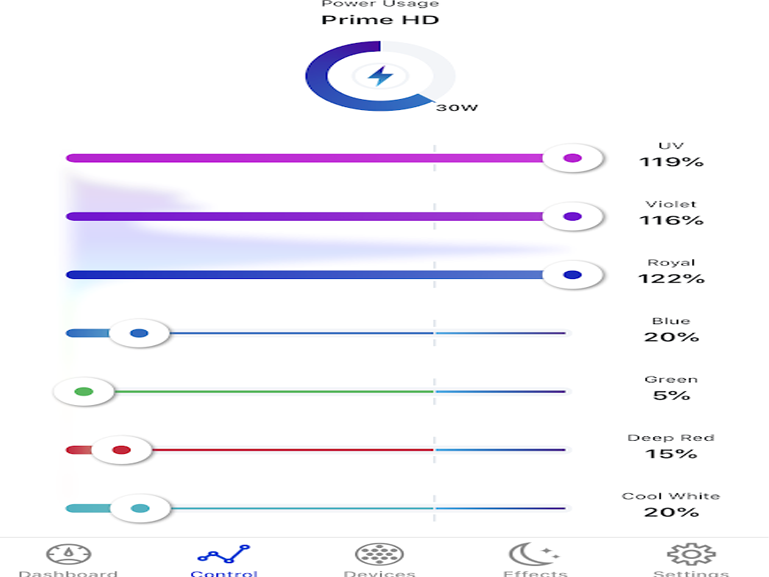 Power Usage
Prime HD
30W
UV
119%
Violet
116%
Royal
122%
Blue
20%
Green
5%
Deep Red
15%
Cool White
20%
Dashboard
Control
Devices
Effects
Settings